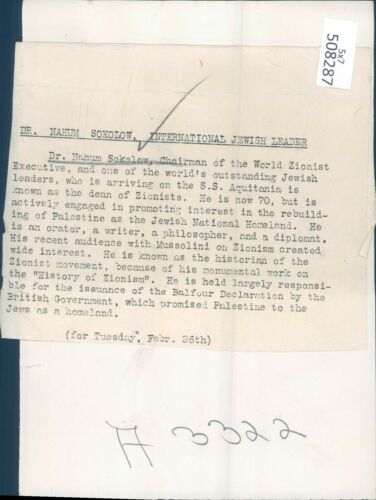 5x7
508287
DR. NAHUM SOKOLOW, INTERNATIONAL JEWISH LEADER
Dr. Nahum Sokolow, Chairman of the World Zionist
Executive, and one of the world's outstanding Jewish
leaders, who is arriving on the S.S. Aquitania is
known as the dean of Zionists. He is now 70, but is
actively engaged in promoting interest in the rebuild-
ing of Palestine as the Jewish National Homeland. He
is an orator, a writer, a philosopher, and a diplomat.
His recent audience with Mussolini on Zionism created
wide interest. He is known as the historian of the
Zionist movement, because of his monumental work on
the "History of Zionism". He is held largely responsi-
ble for the issuance of the Balfour Declaration by the
British Government, which promised Palestine to the
Jews as a homeland.
(for Tuesday, Febr. 26th)
A 3322